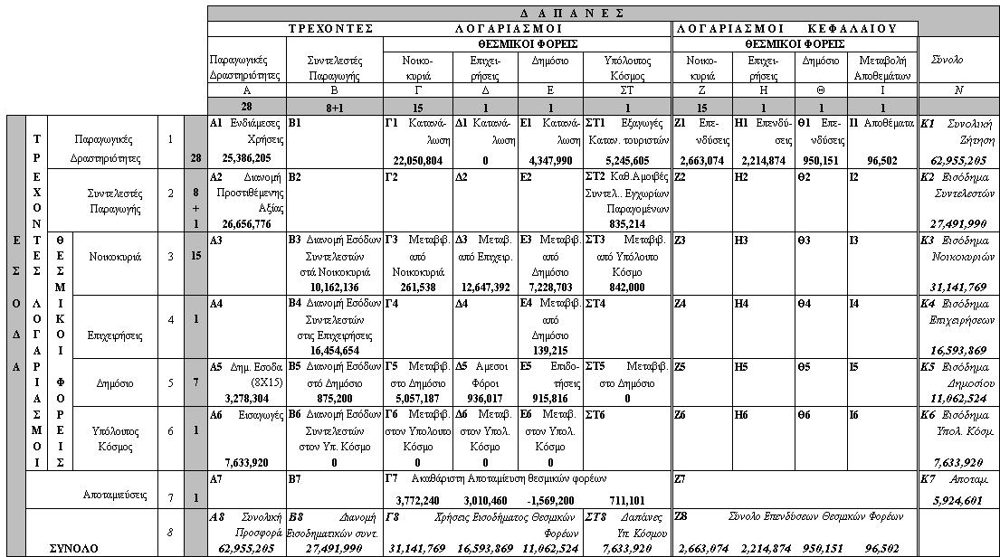 Δ Α Π Α Ν Ε Σ
ΤΡΕΧΟΝΤΕΣ ΛΟΓΑΡΙΑΣΜΟΙ ΛΟΓΑΡΙΑΣΜΟΙ ΚΕΦΑΛΑΙΟΥ
ΘΕΣΜΙΚΟΙ ΦΟΡΕΙΣ ΘΕΣΜΙΚΟΙ ΦΟΡΕΙΣ
Παραγωγικές Συντελεστές Νοικο- Επιχει- Δημόσιο Υπόλοιπος Νοικο- Επιχει- Δημόσιο Μεταβολή Σύνολο
Δραστηριότητες Παραγωγής κυριά ρήσεις Κόσμος κυριά ρήσεις Αποθεμάτων
Α Β Γ Δ Ε ΣΤ Ζ Η Θ Ι Ν
28 8+1 15 1 1 1 15 1 1 1
Α1 Ενδιάμεσες Β1 Γ1 Κατανά- Δ1 Κατανά- Ε1 Κατανά- ΣΤ1 Εξαγωγές Ζ1 Επε- Η1 Επενδύ- Θ1 Επε- Ι1 Αποθέματα Κ1 Συνολική
Παραγωγικές 1 Χρήσεις λωση λωση λωση Καταν. τουριστών νδύσεις σεις νδύσεις Ζήτηση
Δραστηριότητες 28 25,386,205 22,050,804 0 4,347,990 5,245,605 2,663,074 2,214,874 950,151 96,502 62,955,205
Α2 Διανομή Β2 Γ2 Δ2 Ε2 ΣΤ2 Καθ.Αμοιβές Ζ2 Η2 Θ2 Ι2 Κ2 Εισόδημα
Συντελεστές 2 8 Προστιθέμενης Συντελ.. Εγχωρίων Συντελεστών
Παραγωγής + Αξίας Παραγομένων
1 26,656,776 835,214 27,491,990
Α3 Β3 Διανομή Εσόδων Γ3 Μεταβιβ. Δ3 Μεταβ. Ε3 Μεταβιβ. ΣΤ3 Μεταβιβ. Ζ3 Η3 Θ3 Ι3 Κ3 Εισόδημα
Νοικοκυριά 3 15 Συντελεστών από από Επιχειρ. από από Υπόλοιπο Νοικοκυριών
στά Νοικοκυριά Νοικοκυριά Δημόσιο Κόσμο
10,162,136 261,538 12,647,392 7,228,703 842,000 31,141,769
Α4 Β4 Διανομή Εσόδων Γ4 Δ4 Ε4 Μεταβιβ. ΣΤ4 Ζ4 Η4 Θ4 Ι4 Κ4 Εισόδημα
4 1 Συντελεστών από Επιχειρήσεων
Επιχειρήσεις στις Επιχειρήσεις Δημόσιο
16,454,654 139,215 16,593,869
Α5 Δημ. Εσοδα Β5 Διανομή Εσόδων Γ5 Μεταβιβ. Δ5 Αμεσοι Ε5 Επιδο- ΣΤ5 Μεταβιβ. Ζ5 Η5 Θ5 Ι5 Κ5 Εισόδημα
Δημόσιο 5 7 (8Χ15) στό Δημόσιο στο Δημόσιο Φόροι τήσεις στο Δημόσιο Δημοσίου
3,278,304 875,200 5,057,187 936,017 915,816 0 11,062,524
Α6 Εισαγωγές Β6 Διανομή Εσόδων Γ6 Μεταβιβ. Δ6 Μεταβ. Ε6 Μεταβ. ΣΤ6 Ζ6 Η6 Θ6 Ι6 Κ6 Εισόδημα
Υπόλοιπος 6 1 Συντελεστών στον Υπολοιπο στον Υπολ. στον Υπολ. Υπολ. Κόσμ.
Κόσμος στον Υπ. Κόσμο Κόσμο Κόσμο Κόσμο
7,633,920 0 0 0 0 7,633,920
Α7 Β7 Γ7 Ακαθάριστη Αποταμίευση θεσμικών φορέων Ζ7 Κ7 Αποταμ.
Αποταμιεύσεις 7 1 3,772,240 3,010,460 -1,569,200 711,101 5,924,601
8 Α8 Συνολική Β8 Διανομή Γ8 Χρήσεις Εισοδήματος Θεσμικών ΣΤ8 Δαπάνες Ζ8 Σύνολο Επενδύσεων Θεσμικών Φορέων
Προσφορά Εισοδηματικών συντ. Φορέων Υπ. Κόσμου
ΣΥΝΟΛΟ 62,955,205 27,491,990 31,141,769 16,593,869 11,062,524 7,633,920 2,663,074 2,214,874 950,151 96,502
Ε Σ Ο Δ Α
ΤΡΕΧΟΝΤΕΣ ΛΟΓΑΡΙΑΣΜΟΙ
ΘΕΣΜΙΚΟΙ ΦΟΡΕΙΣ